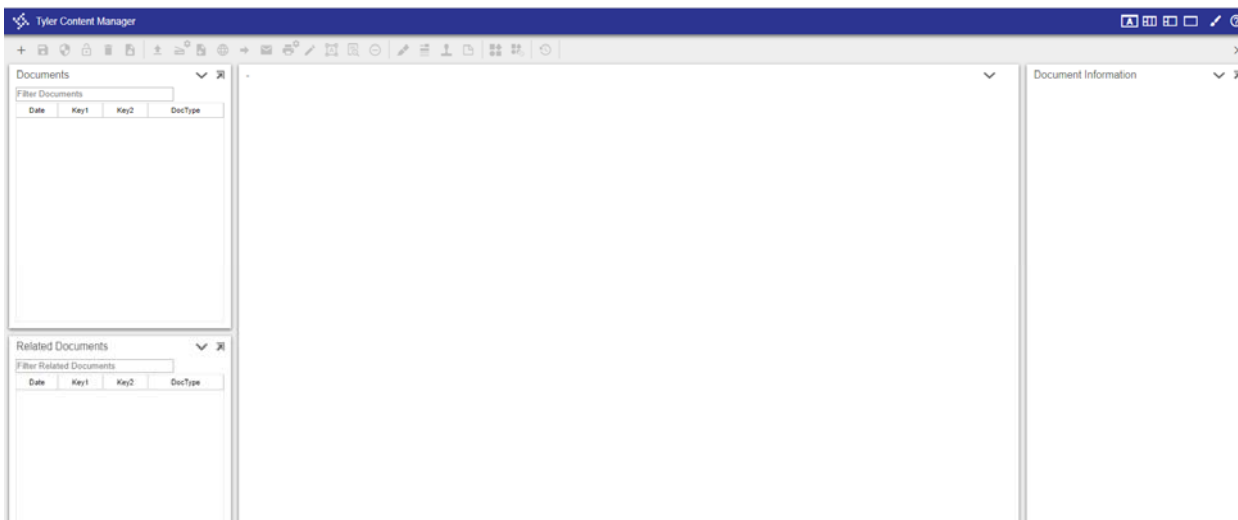 Tyler Content Manager
A
Documents
Filter Documents
Date Key1 Key2 DocType
Related Documents
Filter Related Documents
Date Key1 Key2 DocType
-
Document Information